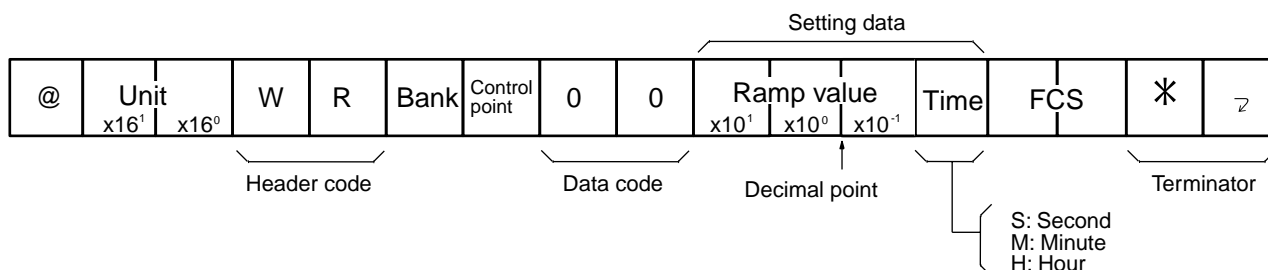 Setting data
@ Unit W R Bank Control point 0 0 Ramp value Time FCS *
x16¹ x16⁰ x10¹ x10⁰ x10⁻¹
Header code Data code Decimal point Terminator
S: Second
M: Minute
H: Hour